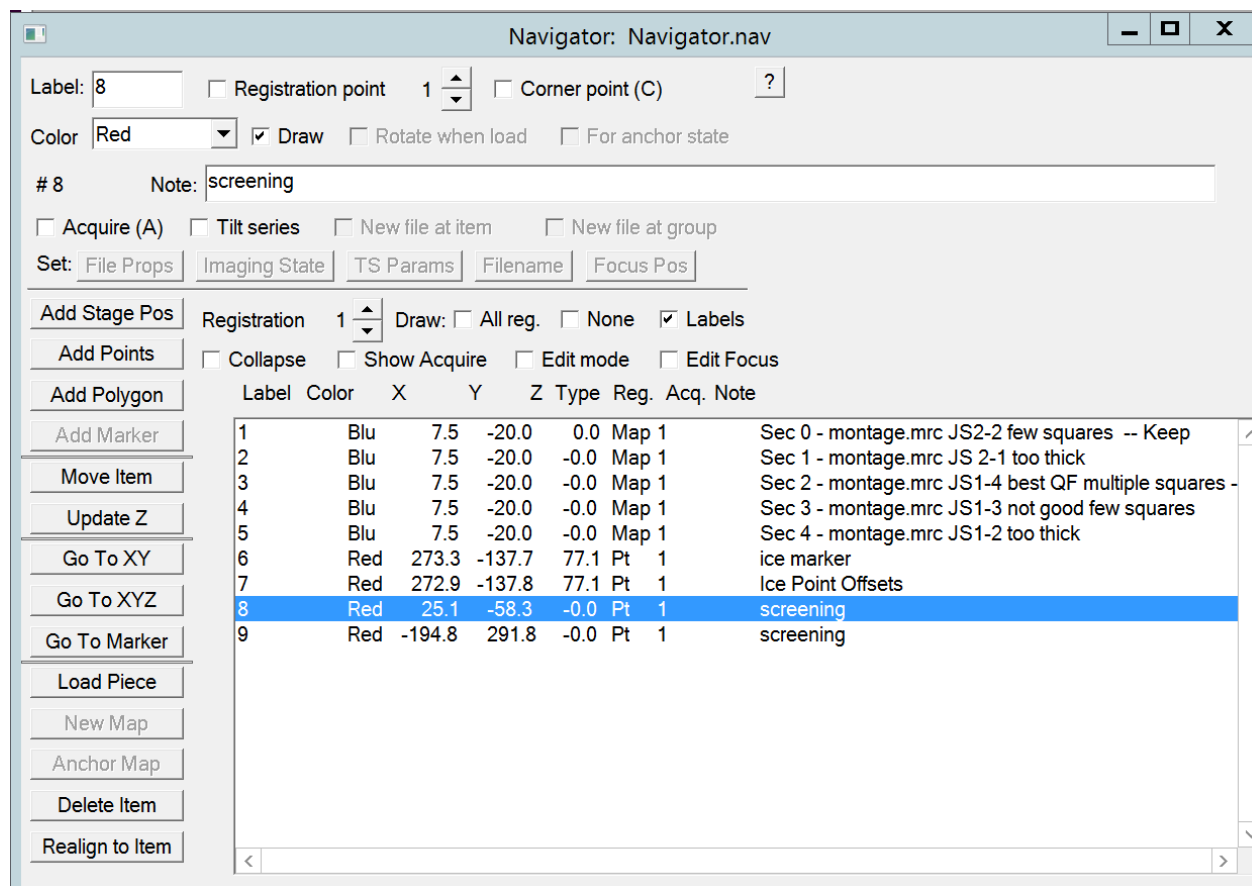 Navigator: Navigator.nav
Label: 8 Registration point 1 Corner point (C) ?
Color Red Draw Rotate when load For anchor state
# 8 Note: screening
Acquire (A) Tilt series New file at item New file at group
Set: File Props Imaging State TS Params Filename Focus Pos
Add Stage Pos Registration 1 Draw: All reg. None Labels
Add Points Collapse Show Acquire Edit mode Edit Focus
Add Polygon Label Color X Y Z Type Reg. Acq. Note
Add Marker
Move Item
Update Z
Go To XY
Go To XYZ
Go To Marker
Load Piece
New Map
Anchor Map
Delete Item
Realign to Item
1 Blu 7.5 -20.0 0.0 Map 1 Sec 0 - montage.mrc JS2-2 few squares -- Keep
2 Blu 7.5 -20.0 -0.0 Map 1 Sec 1 - montage.mrc JS 2-1 too thick
3 Blu 7.5 -20.0 -0.0 Map 1 Sec 2 - montage.mrc JS1-4 best QF multiple squares -
4 Blu 7.5 -20.0 -0.0 Map 1 Sec 3 - montage.mrc JS1-3 not good few squares
5 Blu 7.5 -20.0 -0.0 Map 1 Sec 4 - montage.mrc JS1-2 too thick
6 Red 273.3 -137.7 77.1 Pt 1 ice marker
7 Red 272.9 -137.8 77.1 Pt 1 Ice Point Offsets
8 Red 25.1 -58.3 -0.0 Pt 1 screening
9 Red -194.8 291.8 -0.0 Pt 1 screening